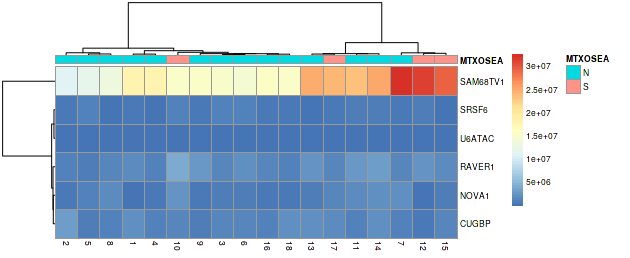 MTXOSEA
SAM68TV1
SRSF6
U6ATAC
RAVER1
NOVA1
CUGBP
2 5 8 1 4 10 9 3 6 16 18 13 17 11 14 7 12 15
3e+07
2.5e+07
2e+07
1.5e+07
1e+07
5e+06
MTXOSEA
N
S